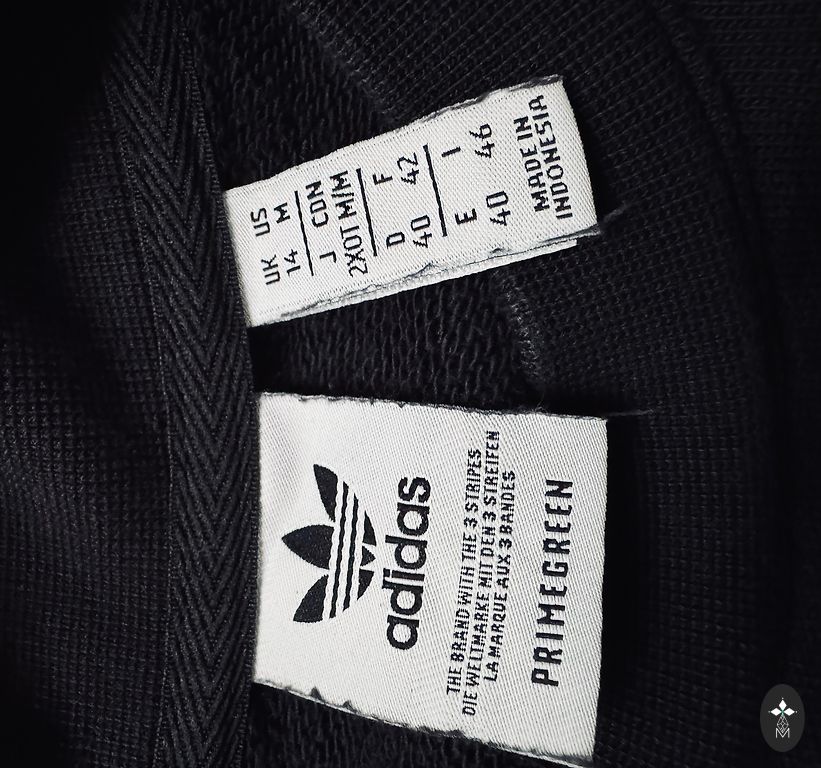 UK US
14 M
J CDN
2XOT M/M
D F
40 42
E I
40 46
MADE IN
INDONESIA
adidas
THE BRAND WITH THE 3 STRIPES
DIE WELTMARKE MIT DEN 3 STREIFEN
LA MARQUE AUX 3 BANDES
PRIMEGREEN
M